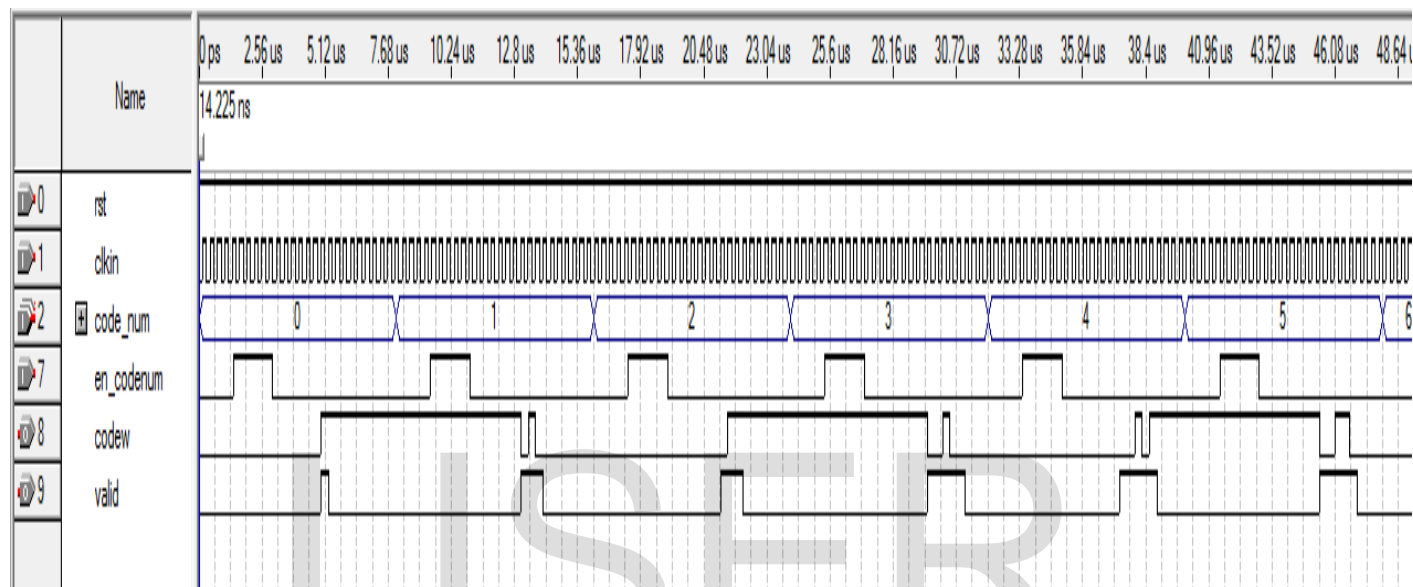 Name
0 ps 2.56 us 5.12 us 7.68 us 10.24 us 12.8 us 15.36 us 17.92 us 20.48 us 23.04 us 25.6 us 28.16 us 30.72 us 33.28 us 35.84 us 38.4 us 40.96 us 43.52 us 46.08 us 48.64 u
14.225 ns
0 rst
1 clkin
2 + code_num 0 1 2 3 4 5 6
7 en_codenum
8 codew
9 valid
IJSER